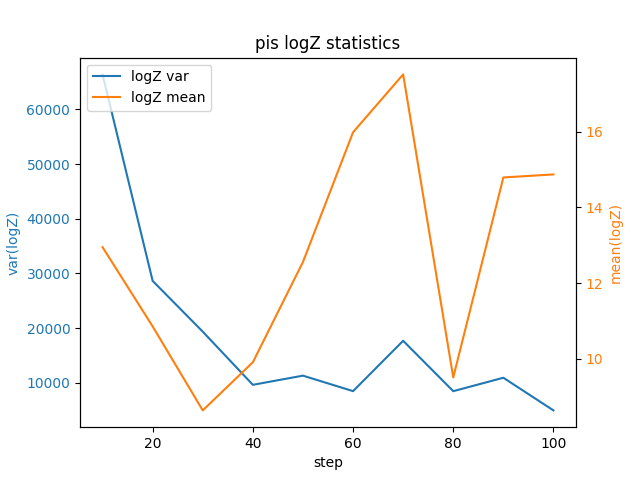 pis logZ statistics
logZ var
logZ mean
var(logZ)
60000
50000
40000
30000
20000
10000
mean(logZ)
16
14
12
10
20 40 60 80 100
step